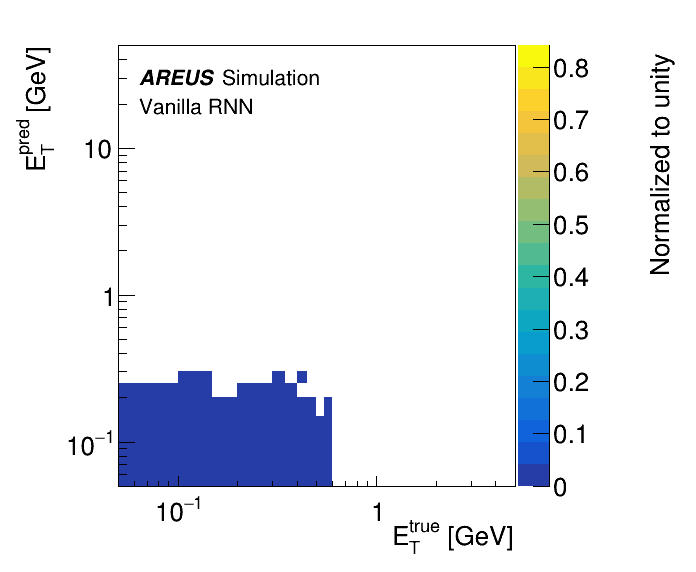 AREUS Simulation
Vanilla RNN
E_T^pred [GeV]
10
1
10^−1
10^−1
1
E_T^true [GeV]
0.8
0.7
0.6
0.5
0.4
0.3
0.2
0.1
0
Normalized to unity